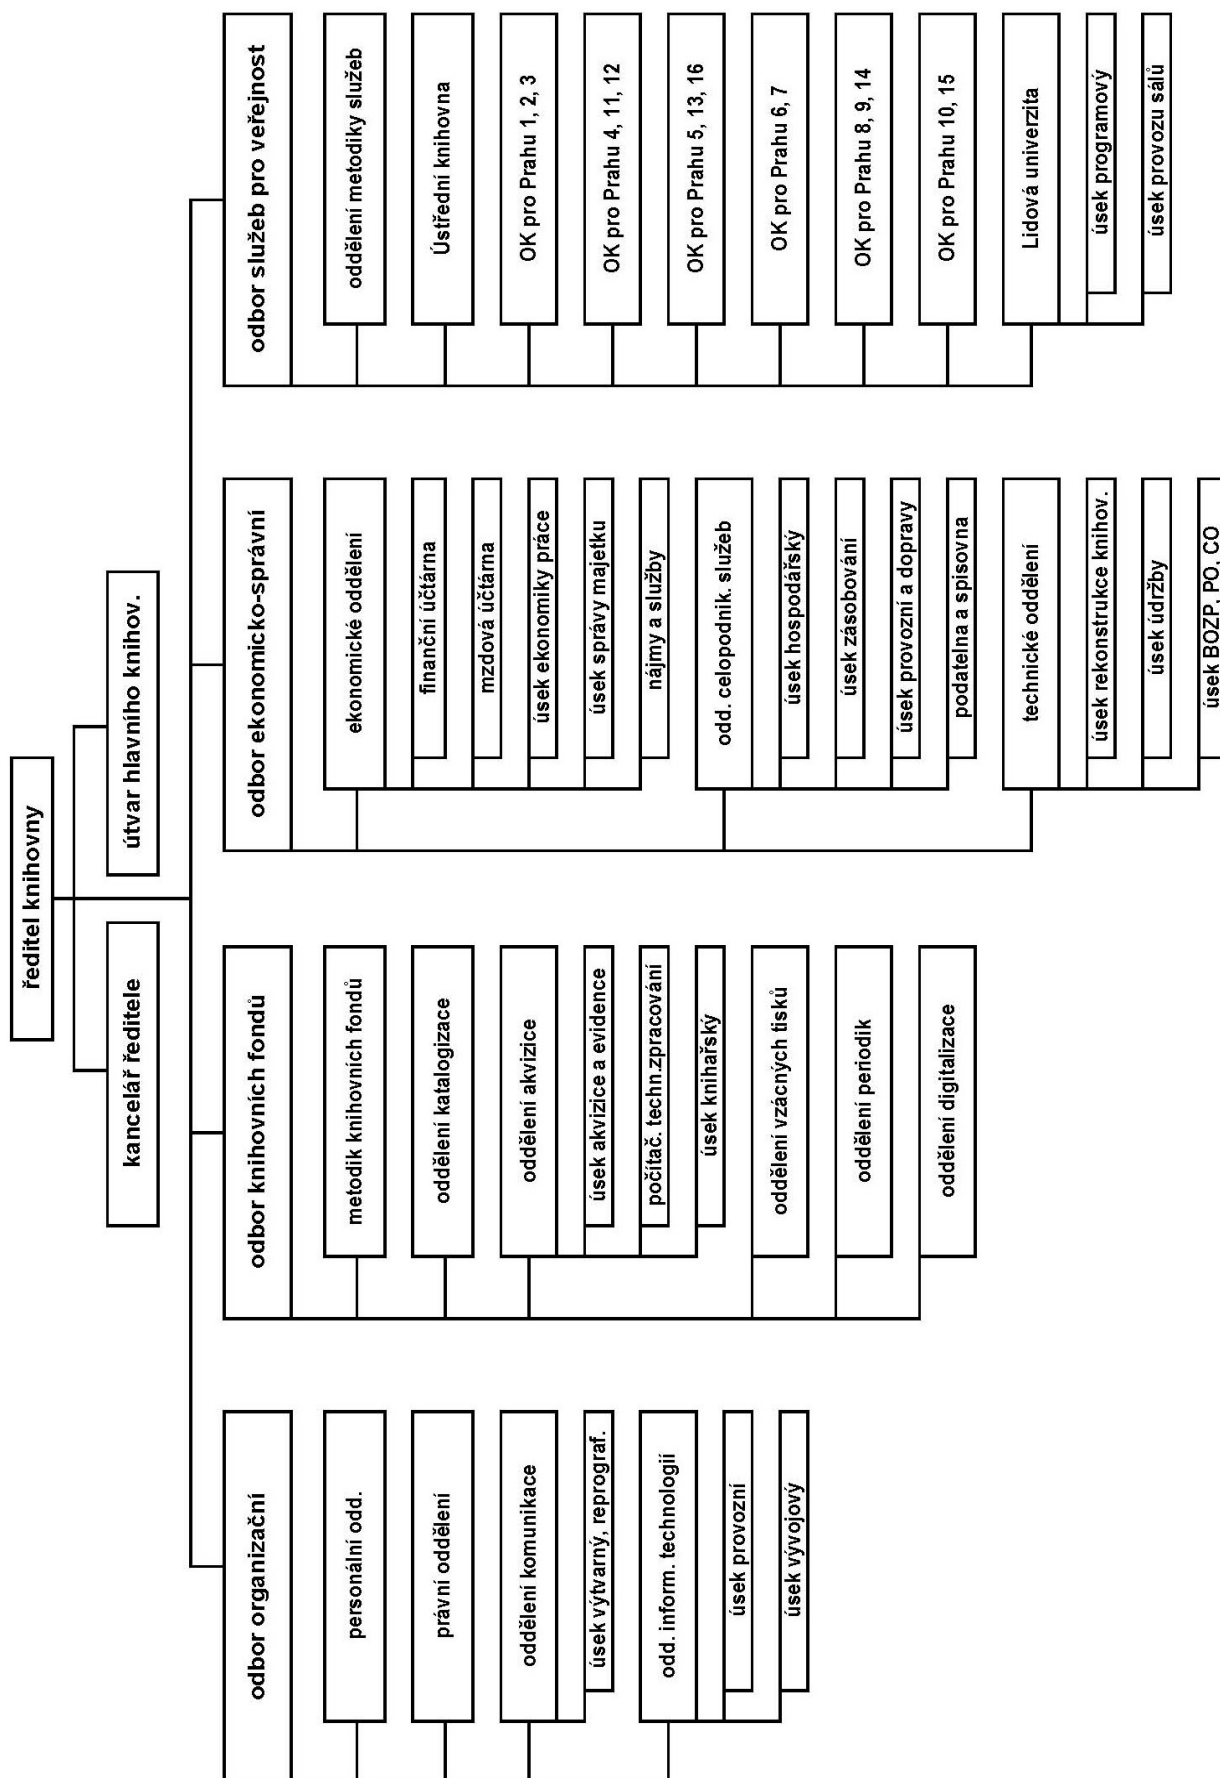 ředitel knihovny
kancelář ředitele
útvar hlavního knihov.
odbor organizační
personální odd.
právní oddělení
oddělení komunikace
úsek výtvarný, reprograf.
odd. inform. technologií
úsek provozní
úsek vývojový
odbor knihovních fondů
metodik knihovních fondů
oddělení katalogizace
oddělení akvizice
úsek akvizice a evidence
počítač. techn.zpracování
úsek knihařský
oddělení vzácných tisků
oddělení periodik
oddělení digitalizace
odbor ekonomicko-správní
ekonomické oddělení
finanční účtárna
mzdová účtárna
úsek ekonomiky práce
úsek správy majetku
nájmy a služby
odd. celopodnik. služeb
úsek hospodářský
úsek zásobování
úsek provozní a dopravy
podatelna a spisovna
technické oddělení
úsek rekonstrukce knihov.
úsek údržby
úsek BOZP, PO, CO
odbor služeb pro veřejnost
oddělení metodiky služeb
Ústřední knihovna
OK pro Prahu 1, 2, 3
OK pro Prahu 4, 11, 12
OK pro Prahu 5, 13, 16
OK pro Prahu 6, 7
OK pro Prahu 8, 9, 14
OK pro Prahu 10, 15
Lidová univerzita
úsek programový
úsek provozu sálů